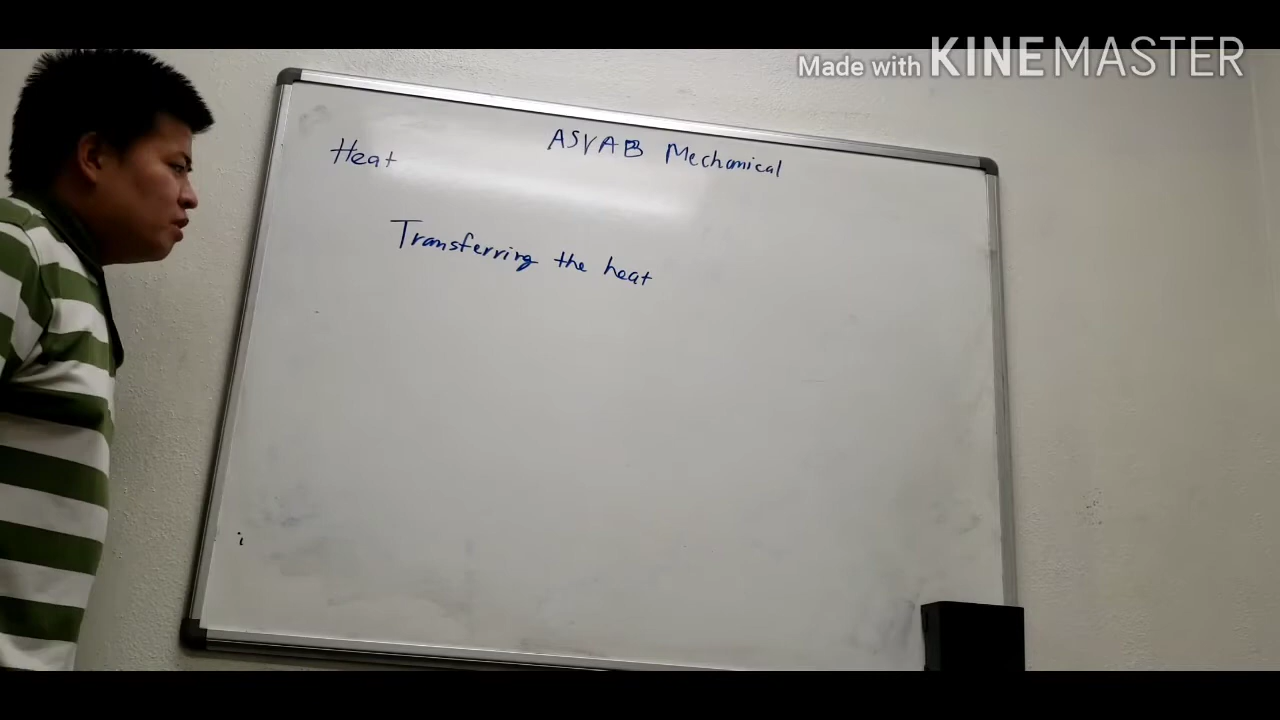 Made with KINEMASTER
ASVAB Mechanical
Heat
Transferring the heat